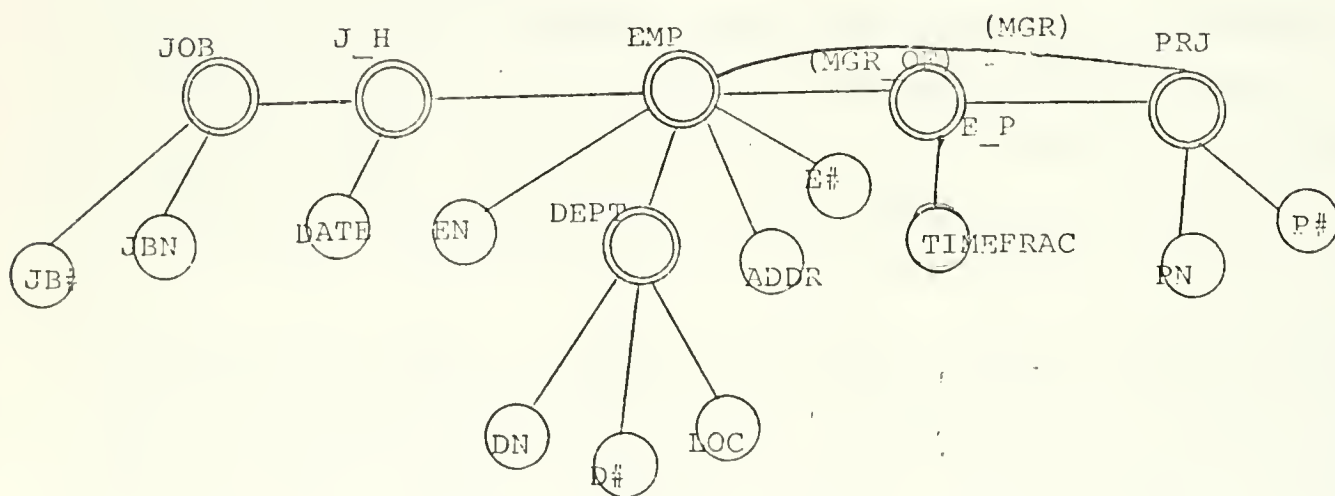 JOB
J_H
EMP
(MGR)
PRJ
(MGR_OF)
E_P
E#
DEPT
JB#
JBN
DATE
EN
ADDR
TIMEFRAC
PN
P#
DN
D#
LOC